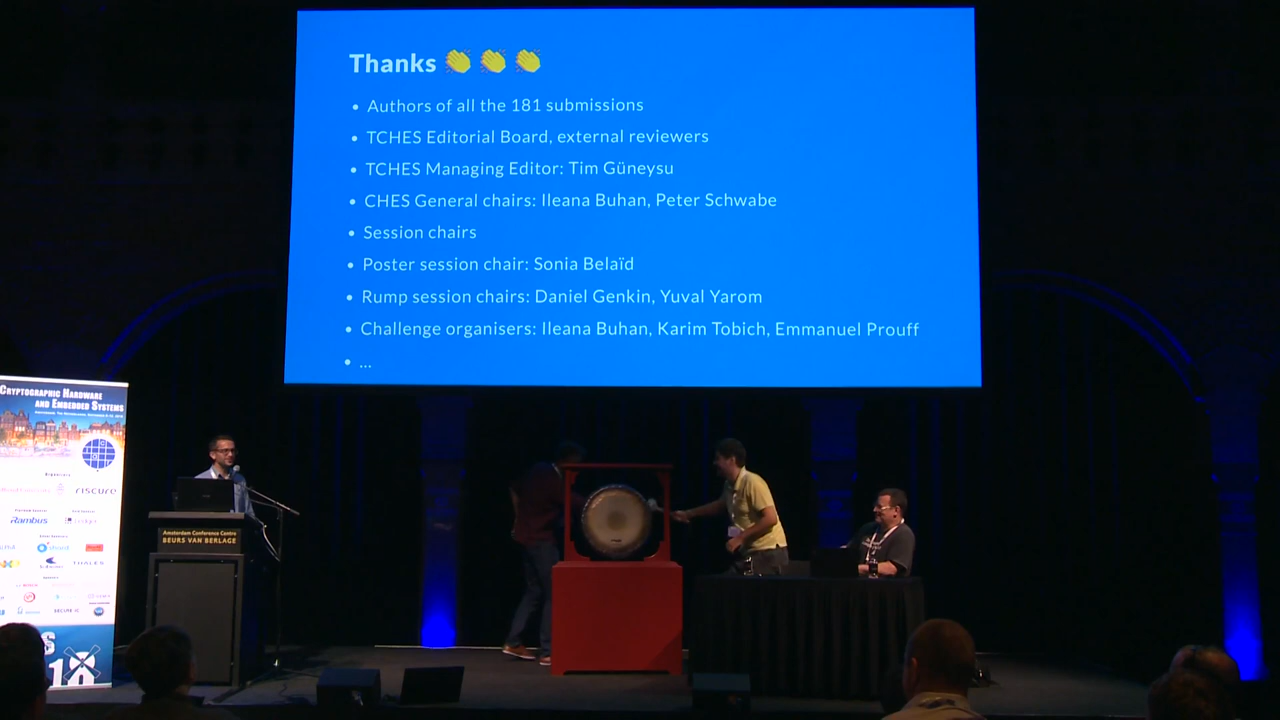 Thanks 👏 👏 👏
• Authors of all the 181 submissions
• TCHES Editorial Board, external reviewers
• TCHES Managing Editor: Tim Güneysu
• CHES General chairs: Ileana Buhan, Peter Schwabe
• Session chairs
• Poster session chair: Sonia Belaïd
• Rump session chairs: Daniel Genkin, Yuval Yarom
• Challenge organisers: Ileana Buhan, Karim Tobich, Emmanuel Prouff
• ...
Cryptographic Hardware
and Embedded Systems
riscure
Rambus
THALES
SECURE-IC
Amsterdam Conference Centre
BEURS VAN BERLAGE